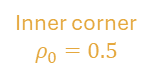 Inner corner
ρ₀ = 0.5